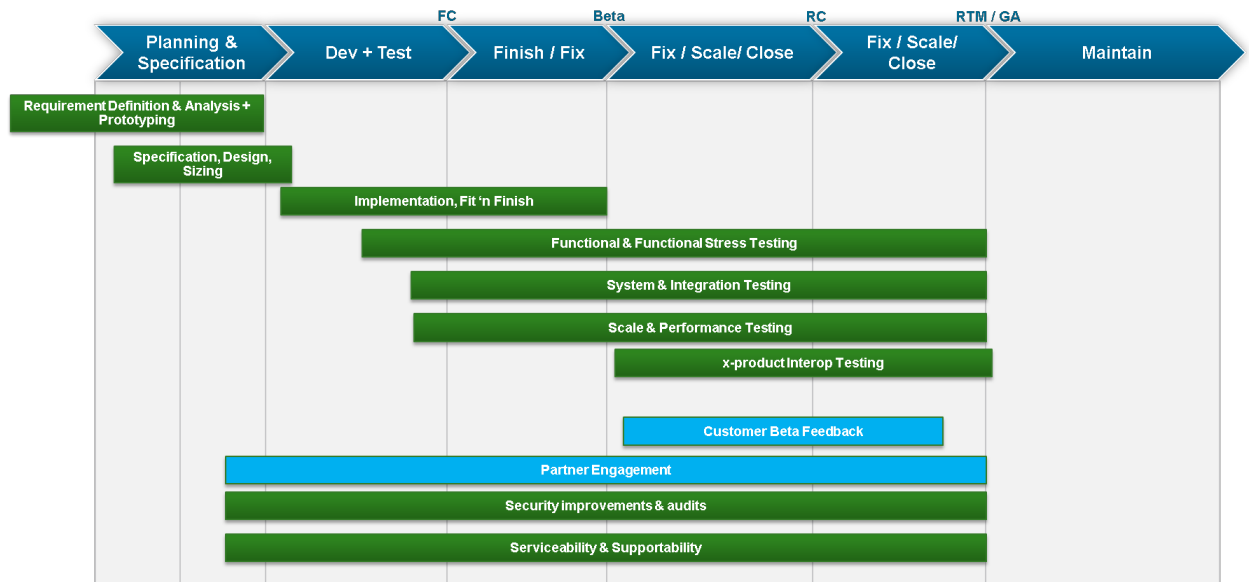 FC
Beta
RC
RTM / GA
Planning &
Specification
Dev + Test
Finish / Fix
Fix / Scale/ Close
Fix / Scale/
Close
Maintain
Requirement Definition & Analysis +
Prototyping
Specification, Design,
Sizing
Implementation, Fit ‘n Finish
Functional & Functional Stress Testing
System & Integration Testing
Scale & Performance Testing
x-product Interop Testing
Customer Beta Feedback
Partner Engagement
Security improvements & audits
Serviceability & Supportability